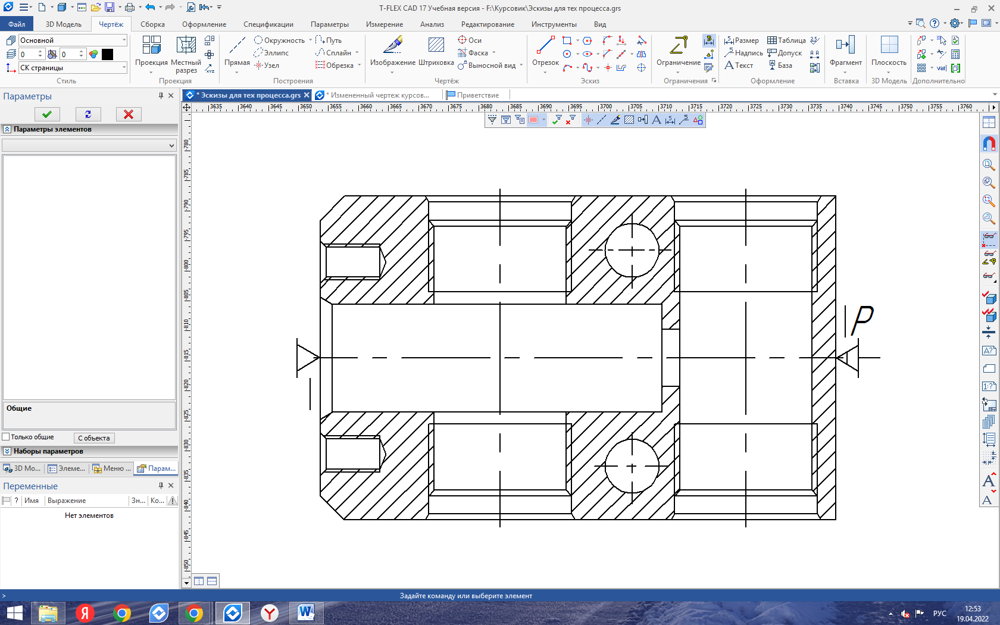 T-FLEX CAD 17 Учебная версия - F:\Курсовик\Эскизы для тех процесса.grs
Файл 3D Модель Чертёж Сборка Оформление Спецификации Параметры Измерение Анализ Редактирование Инструменты Вид
Основной
0 0
СК страницы
Стиль
Проекция Местный разрез
Проекция
Прямая Окружность Эллипс Узел Путь Сплайн Обрезка
Построения
Изображение Штриховка Оси Фаска Выносной вид
Чертёж
Отрезок
Эскиз
Ограничение
Ограничения
Размер Надпись Текст Таблица Допуск База
Оформление
Фрагмент
Вставка
Плоскость
3D Модель
var
Дополнительно
Параметры
* Эскизы для тех процесса.grs * Измененный чертеж курсов... Приветствие
3635 3640 3645 3650 3655 3660 3665 3670 3675 3680 3685 3690 3695 3700 3705 3710 3715 3720 3725 3730 3735 3740 3745 3750 3755 3760
Параметры элементов
-780
-785
-790
-795
-800
-805
-810
-815
-820
-825
-830
-835
-840
-845
-850
P
Общие
Только общие С объекта
Наборы параметров
3D Мо... Элеме... Меню ... Парам...
Переменные
? Имя Выражение Зн... Ко...
Нет элементов
> Задайте команду или выберите элемент
РУС 12:53
19.04.2022